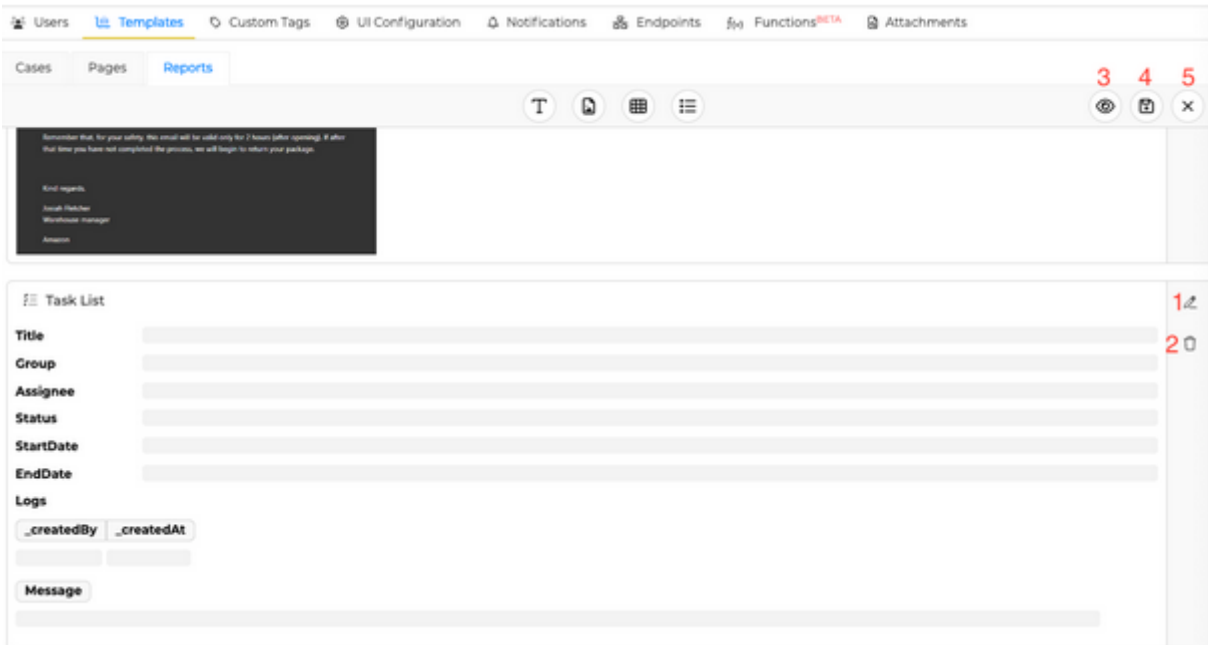 Users Templates Custom Tags UI Configuration Notifications Endpoints f(x) Functions BETA Attachments
Cases Pages Reports
3 4 5
T
Remember that, for your safety, this email will be valid only for 2 hours (after opening). If after
that time you have not completed the process, we will begin to return your package.
Kind regards,
Josiah Fletcher
Warehouse manager
Amazon
Task List
1
Title
2
Group
Assignee
Status
StartDate
EndDate
Logs
_createdBy _createdAt
Message